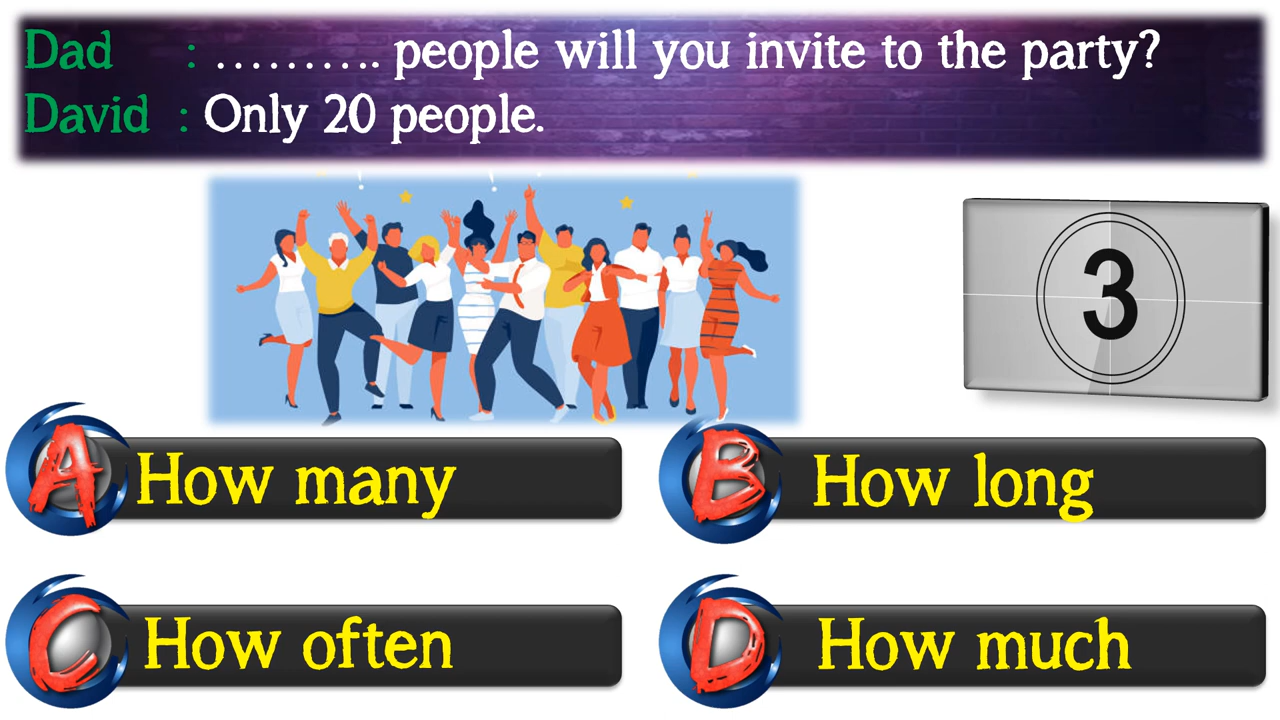 Dad : ………. people will you invite to the party?
David : Only 20 people.
3
A How many
B How long
C How often
D How much